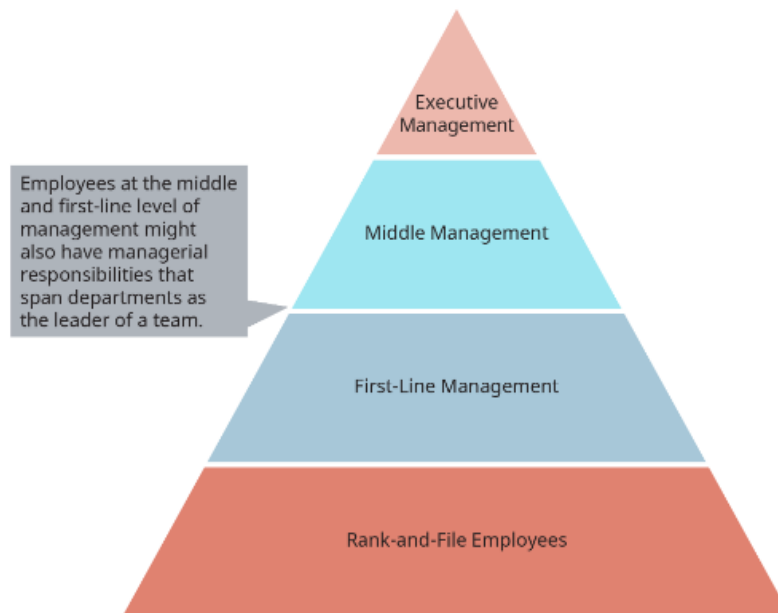 Executive
Management
Employees at the middle
and first-line level of
management might
also have managerial
responsibilities that
span departments as
the leader of a team.
Middle Management
First-Line Management
Rank-and-File Employees